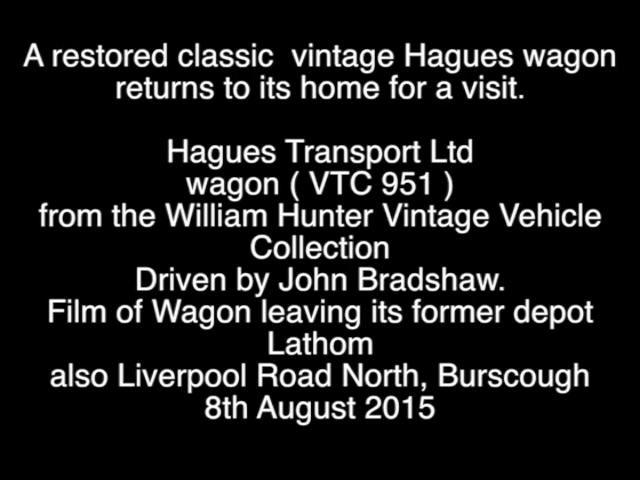 A restored classic  vintage Hagues wagon
returns to its home for a visit.
Hagues Transport Ltd
wagon ( VTC 951 )
from the William Hunter Vintage Vehicle
Collection
Driven by John Bradshaw.
Film of Wagon leaving its former depot
Lathom
also Liverpool Road North, Burscough
8th August 2015